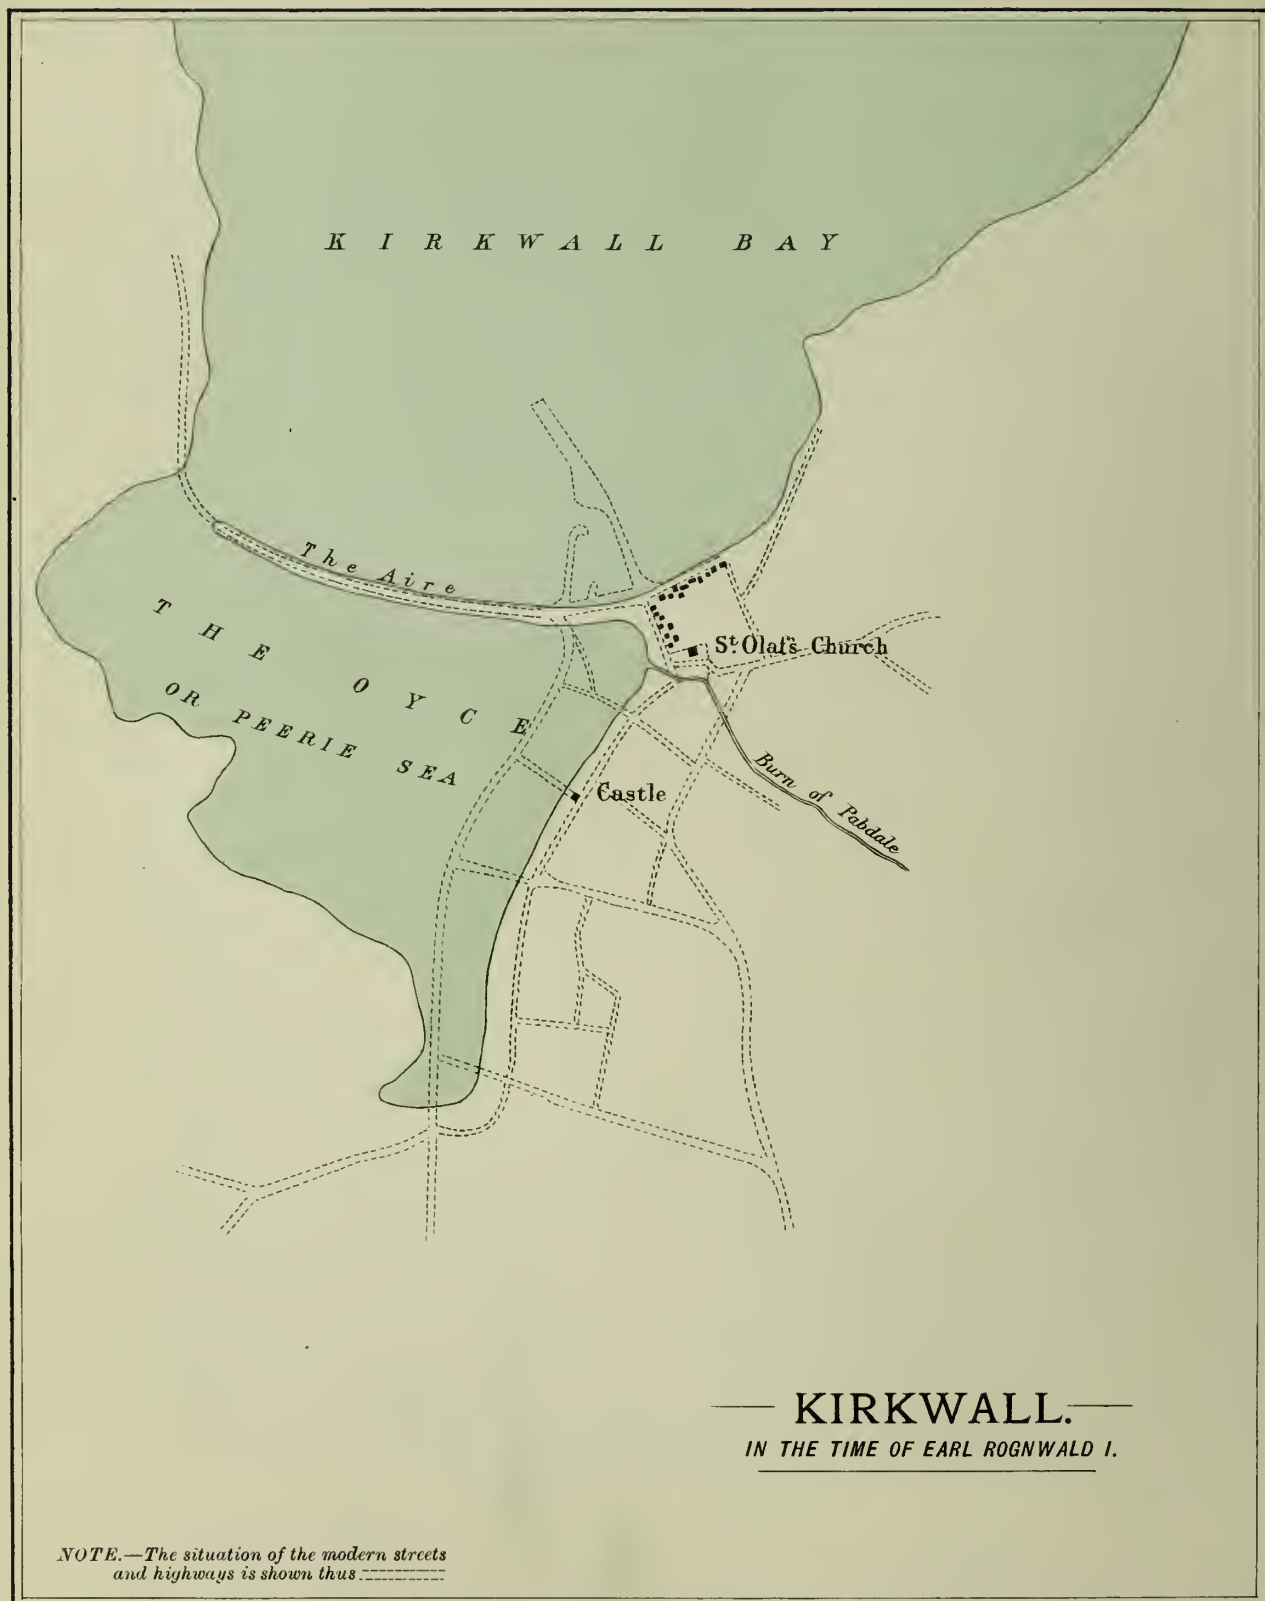 KIRKWALL BAY
The Aire
THE OYCE
OR PEERIE SEA
St. Olaf's Church
Castle
Burn of Pabdale
KIRKWALL.
IN THE TIME OF EARL ROGNWALD I.
NOTE.—The situation of the modern streets
and highways is shown thus